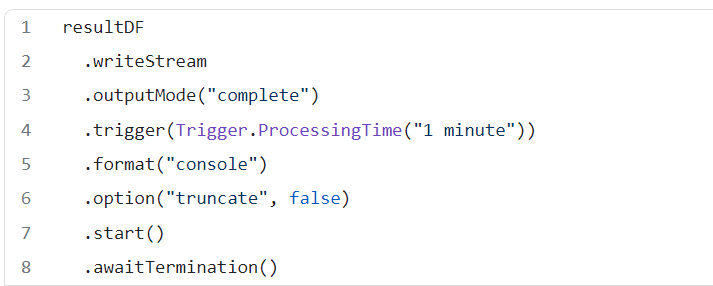 1 resultDF
2 .writeStream
3 .outputMode("complete")
4 .trigger(Trigger.ProcessingTime("1 minute"))
5 .format("console")
6 .option("truncate", false)
7 .start()
8 .awaitTermination()